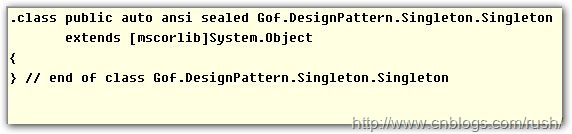 .class public auto ansi sealed Gof.DesignPattern.Singleton.Singleton
       extends [mscorlib]System.Object
{
} // end of class Gof.DesignPattern.Singleton.Singleton
http://www.cnblogs.com/rush/